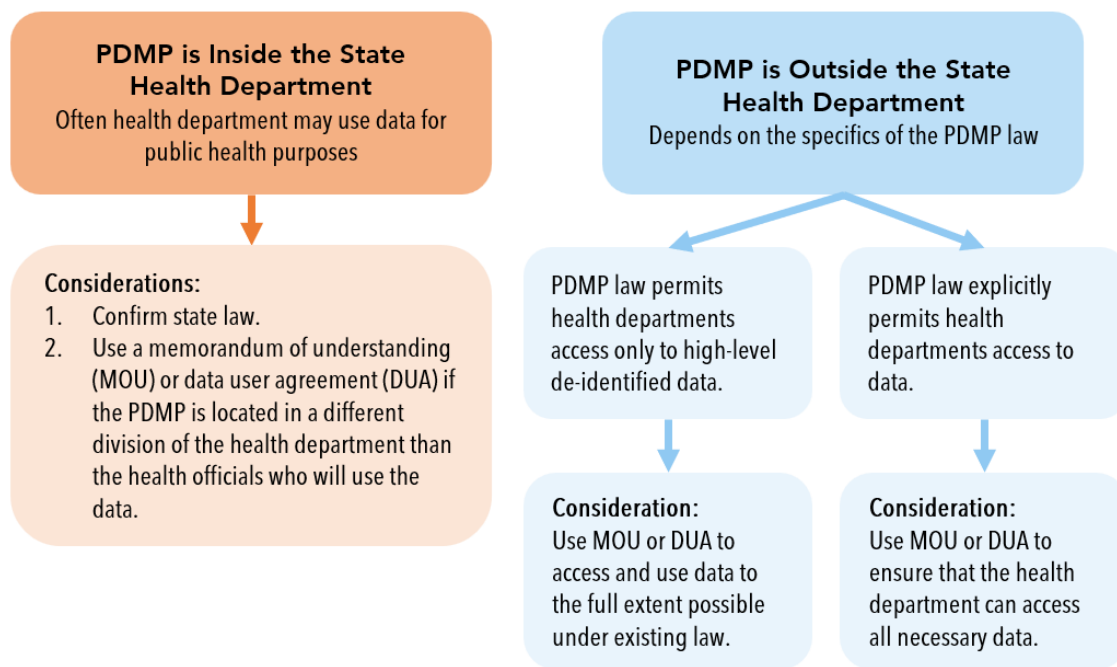 PDMP is Inside the State
Health Department
Often health department may use data for
public health purposes
Considerations:
1. Confirm state law.
2. Use a memorandum of understanding
(MOU) or data user agreement (DUA) if
the PDMP is located in a different
division of the health department than
the health officials who will use the
data.
PDMP is Outside the State
Health Department
Depends on the specifics of the PDMP law
PDMP law permits
health departments
access only to high-level
de-identified data.
Consideration:
Use MOU or DUA to
access and use data to
the full extent possible
under existing law.
PDMP law explicitly
permits health
departments access to
data.
Consideration:
Use MOU or DUA to
ensure that the health
department can access
all necessary data.